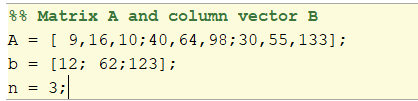 %% Matrix A and column vector B
A = [ 9,16,10;40,64,98;30,55,133];
b = [12; 62;123];
n = 3;